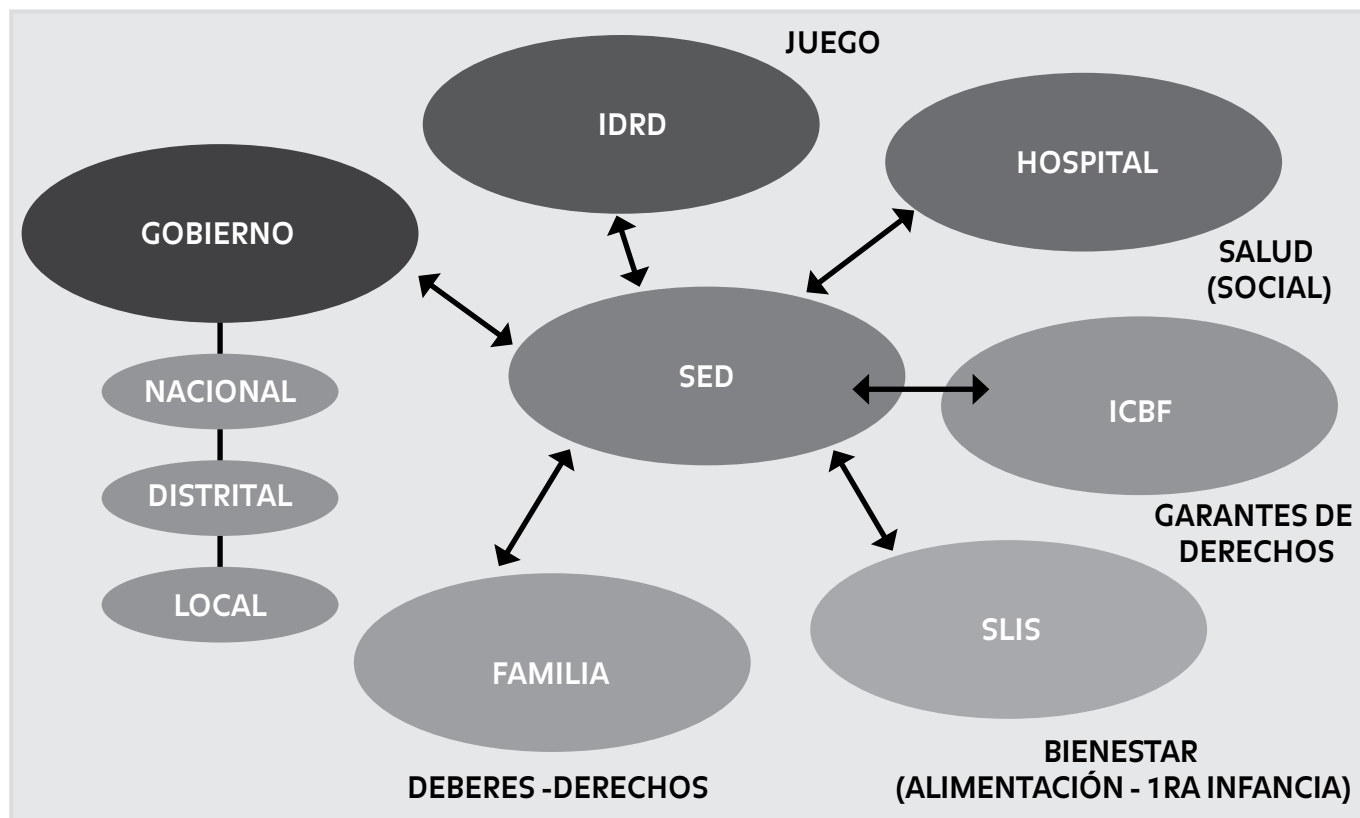 JUEGO
IDRD
HOSPITAL
GOBIERNO
SALUD
(SOCIAL)
SED
NACIONAL
ICBF
DISTRITAL
GARANTES DE
DERECHOS
LOCAL
SLIS
FAMILIA
BIENESTAR
(ALIMENTACIÓN - 1RA INFANCIA)
DEBERES -DERECHOS